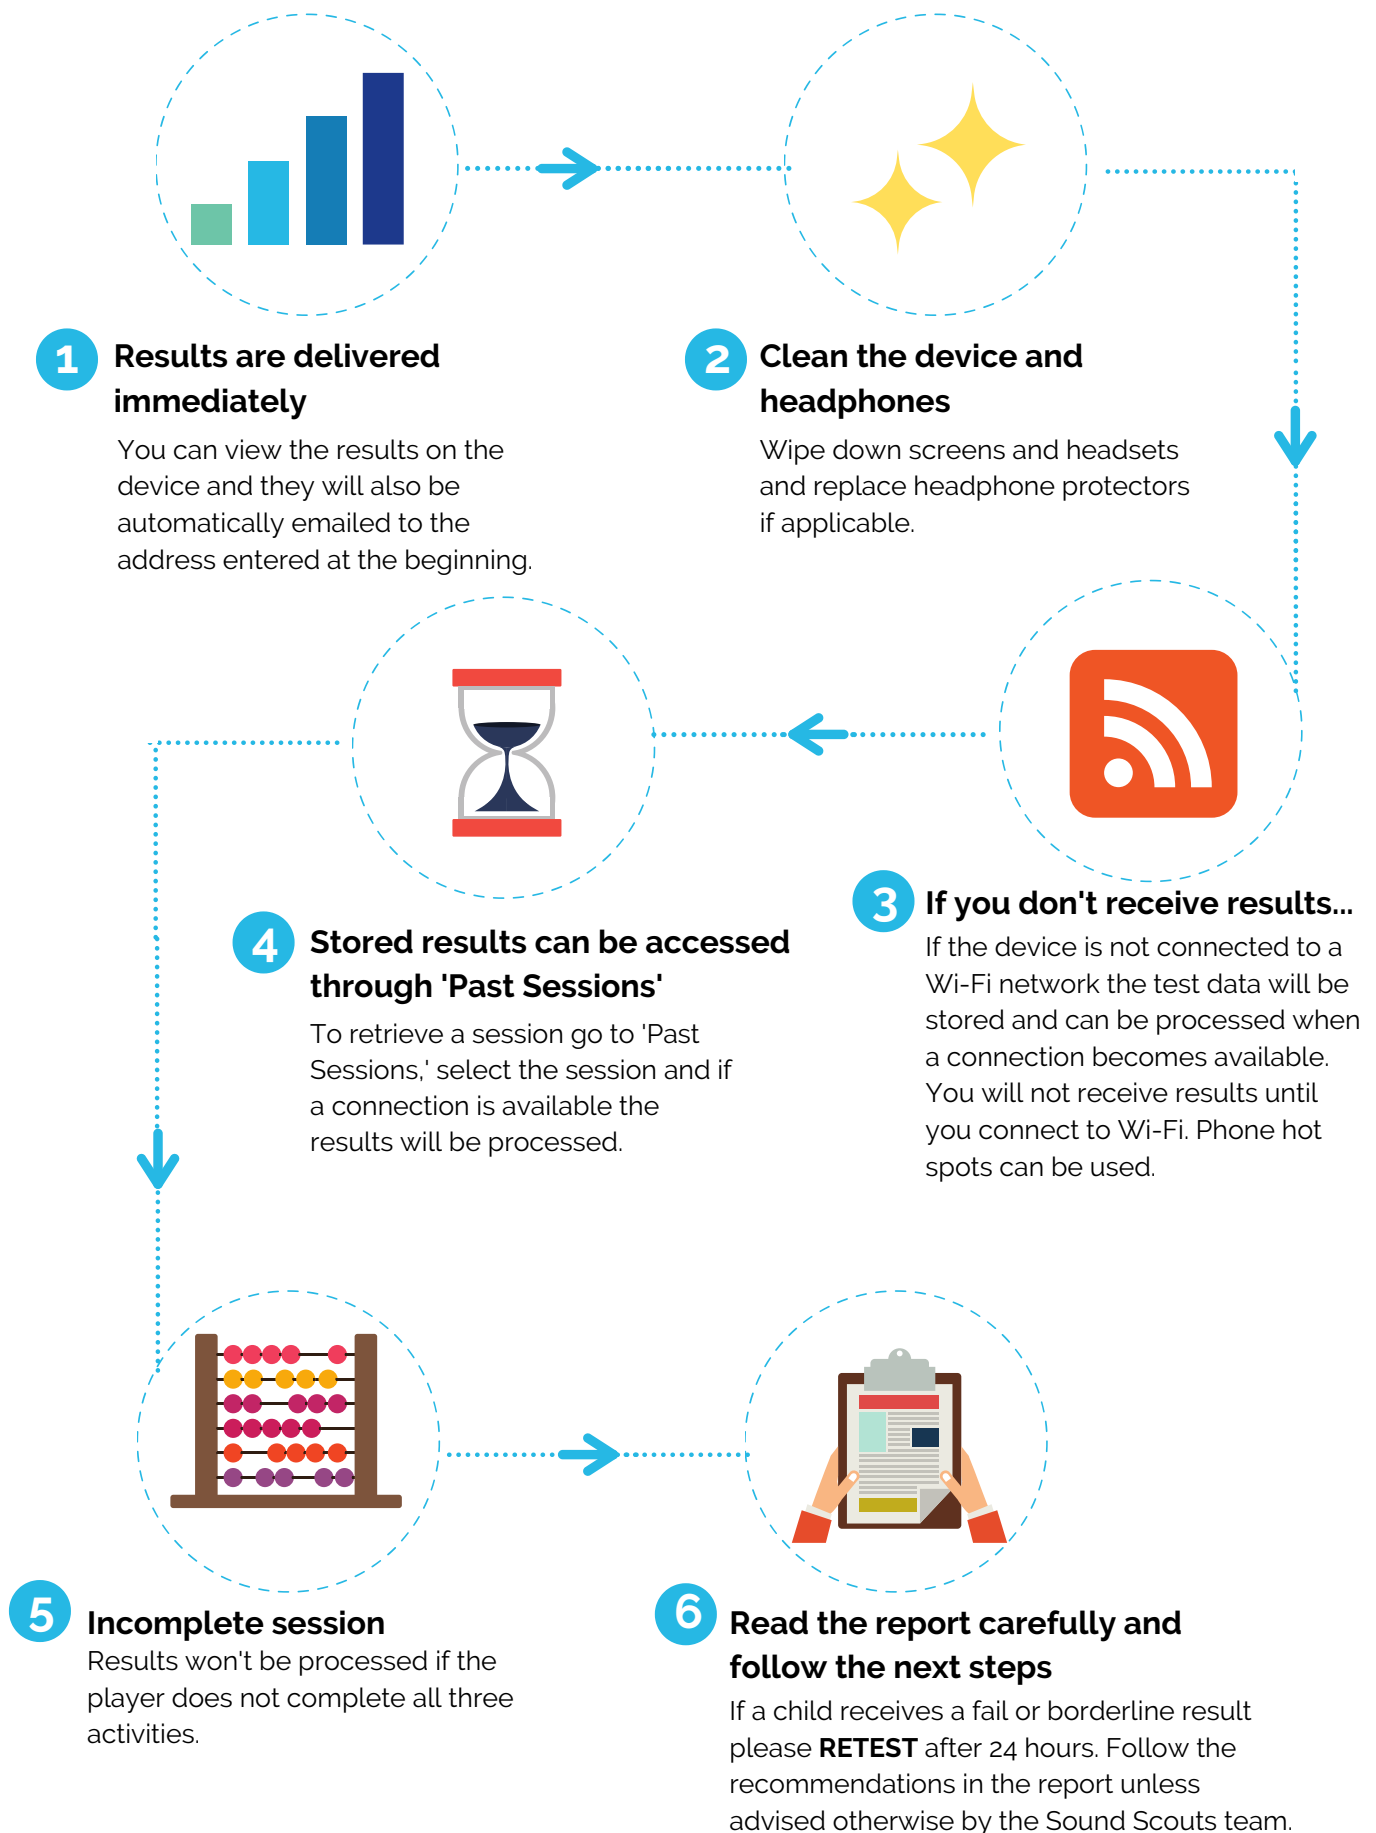 1 Results are delivered
immediately
You can view the results on the
device and they will also be
automatically emailed to the
address entered at the beginning.
2 Clean the device and
headphones
Wipe down screens and headsets
and replace headphone protectors
if applicable.
3 If you don't receive results...
If the device is not connected to a
Wi-Fi network the test data will be
stored and can be processed when
a connection becomes available.
You will not receive results until
you connect to Wi-Fi. Phone hot
spots can be used.
4 Stored results can be accessed
through 'Past Sessions'
To retrieve a session go to 'Past
Sessions,' select the session and if
a connection is available the
results will be processed.
5 Incomplete session
Results won't be processed if the
player does not complete all three
activities.
6 Read the report carefully and
follow the next steps
If a child receives a fail or borderline result
please RETEST after 24 hours. Follow the
recommendations in the report unless
advised otherwise by the Sound Scouts team.